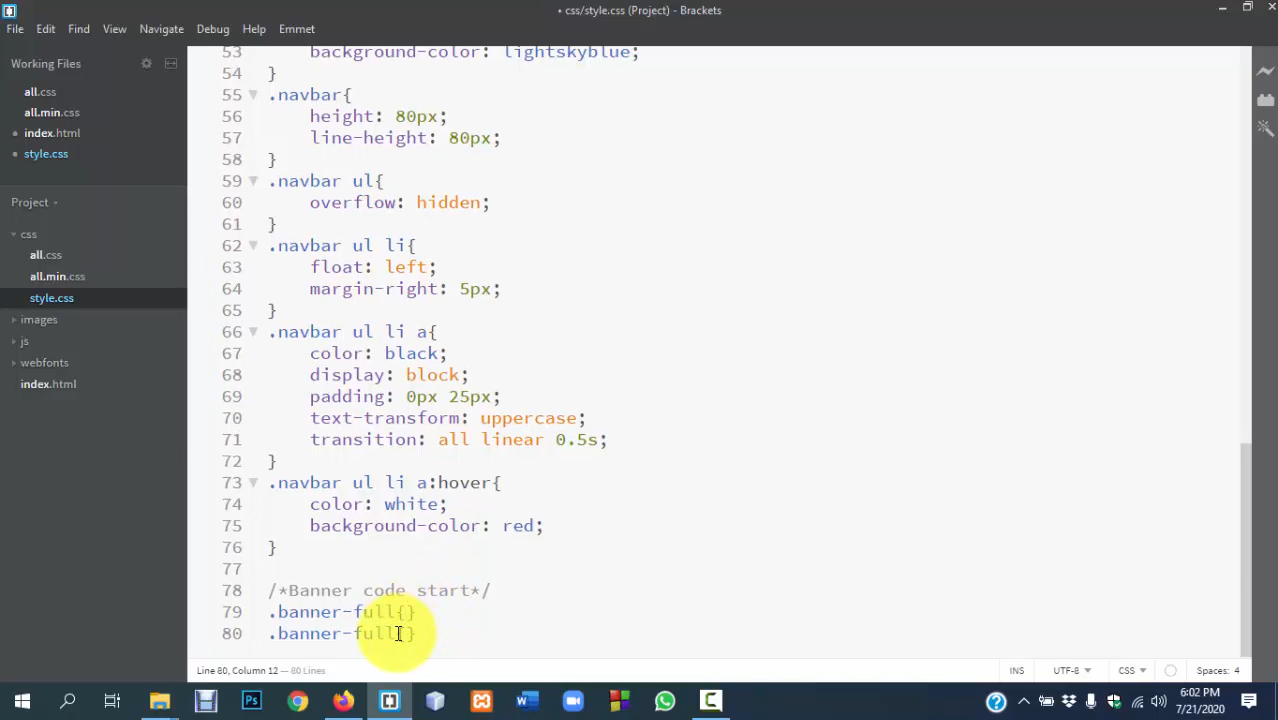 css/style.css (Project) - Brackets
File Edit Find View Navigate Debug Help Emmet
Working Files
all.css
all.min.css
index.html
style.css
Project
css
all.css
all.min.css
style.css
images
js
webfonts
index.html
53 background-color: lightskyblue;
54 }
55 .navbar{
56 height: 80px;
57 line-height: 80px;
58 }
59 .navbar ul{
60 overflow: hidden;
61 }
62 .navbar ul li{
63 float: left;
64 margin-right: 5px;
65 }
66 .navbar ul li a{
67 color: black;
68 display: block;
69 padding: 0px 25px;
70 text-transform: uppercase;
71 transition: all linear 0.5s;
72 }
73 .navbar ul li a:hover{
74 color: white;
75 background-color: red;
76 }
77
78 /*Banner code start*/
79 .banner-full{}
80 .banner-full{}
Line 80, Column 12 — 80 Lines
INS UTF-8 CSS Spaces: 4
6:02 PM
7/21/2020